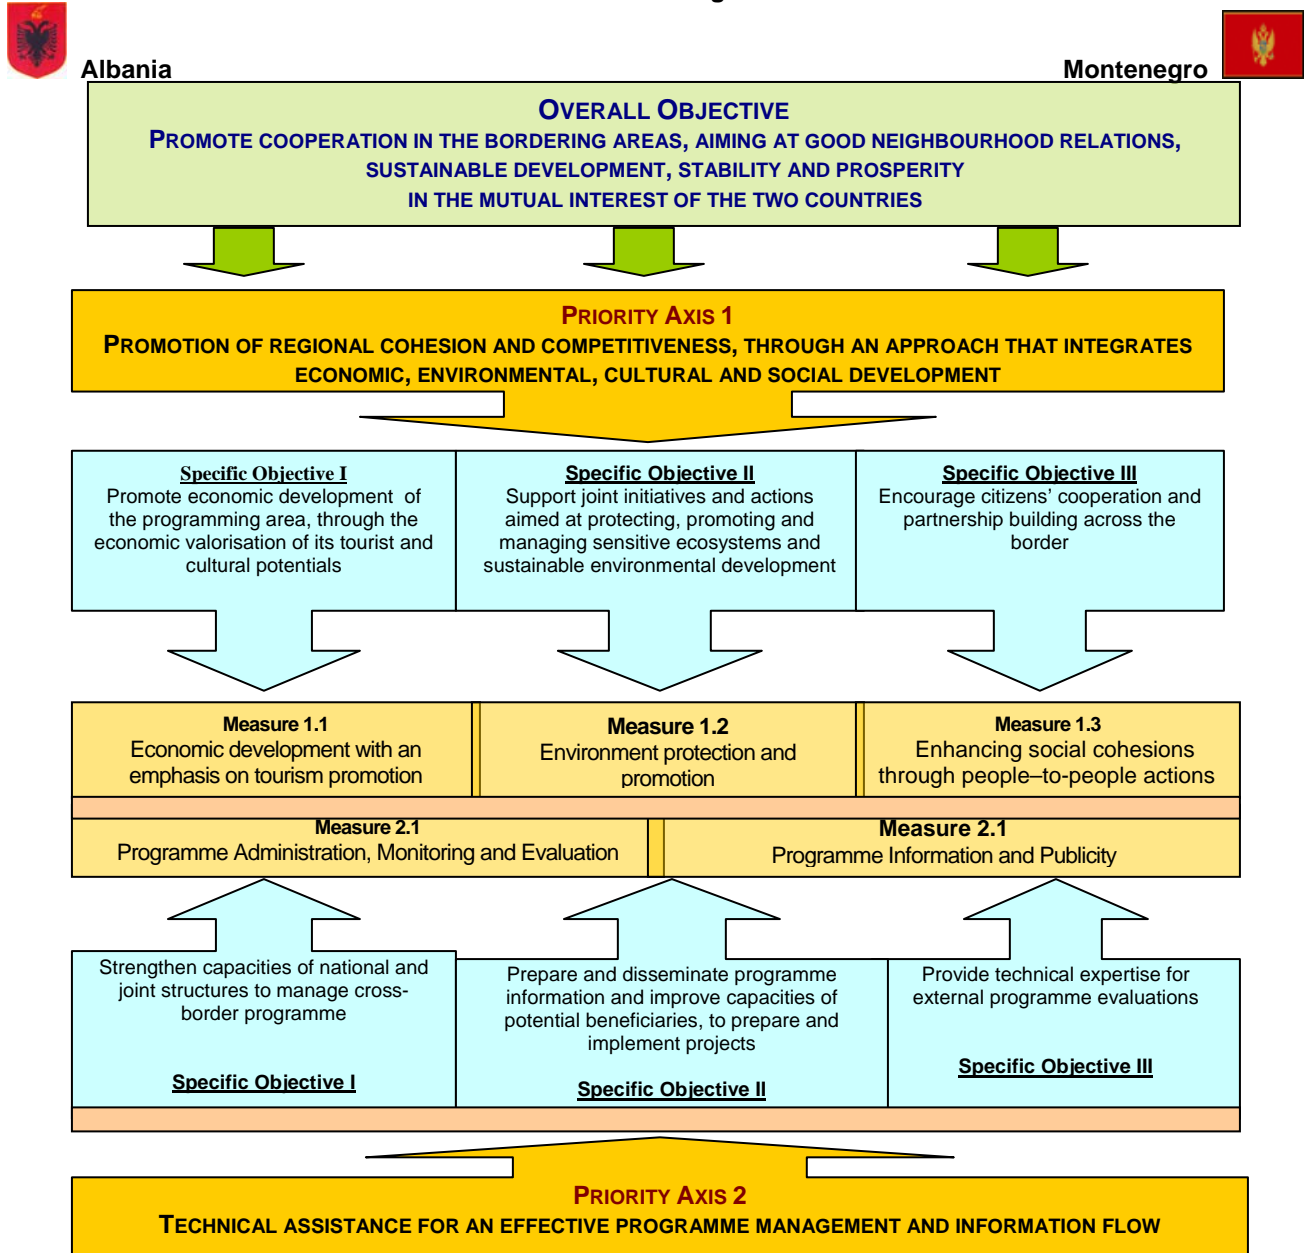 Albania
Montenegro
OVERALL OBJECTIVE
PROMOTE COOPERATION IN THE BORDERING AREAS, AIMING AT GOOD NEIGHBOURHOOD RELATIONS,
SUSTAINABLE DEVELOPMENT, STABILITY AND PROSPERITY
IN THE MUTUAL INTEREST OF THE TWO COUNTRIES
PRIORITY AXIS 1
PROMOTION OF REGIONAL COHESION AND COMPETITIVENESS, THROUGH AN APPROACH THAT INTEGRATES
ECONOMIC, ENVIRONMENTAL, CULTURAL AND SOCIAL DEVELOPMENT
Specific Objective I
Promote economic development of
the programming area, through the
economic valorisation of its tourist and
cultural potentials
Specific Objective II
Support joint initiatives and actions
aimed at protecting, promoting and
managing sensitive ecosystems and
sustainable environmental development
Specific Objective III
Encourage citizens' cooperation and
partnership building across the
border
Measure 1.1
Economic development with an
emphasis on tourism promotion
Measure 1.2
Environment protection and
promotion
Measure 1.3
Enhancing social cohesions
through people–to-people actions
Measure 2.1
Programme Administration, Monitoring and Evaluation
Measure 2.1
Programme Information and Publicity
Strengthen capacities of national and
joint structures to manage cross-
border programme
Specific Objective I
Prepare and disseminate programme
information and improve capacities of
potential beneficiaries, to prepare and
implement projects
Specific Objective II
Provide technical expertise for
external programme evaluations
Specific Objective III
PRIORITY AXIS 2
TECHNICAL ASSISTANCE FOR AN EFFECTIVE PROGRAMME MANAGEMENT AND INFORMATION FLOW